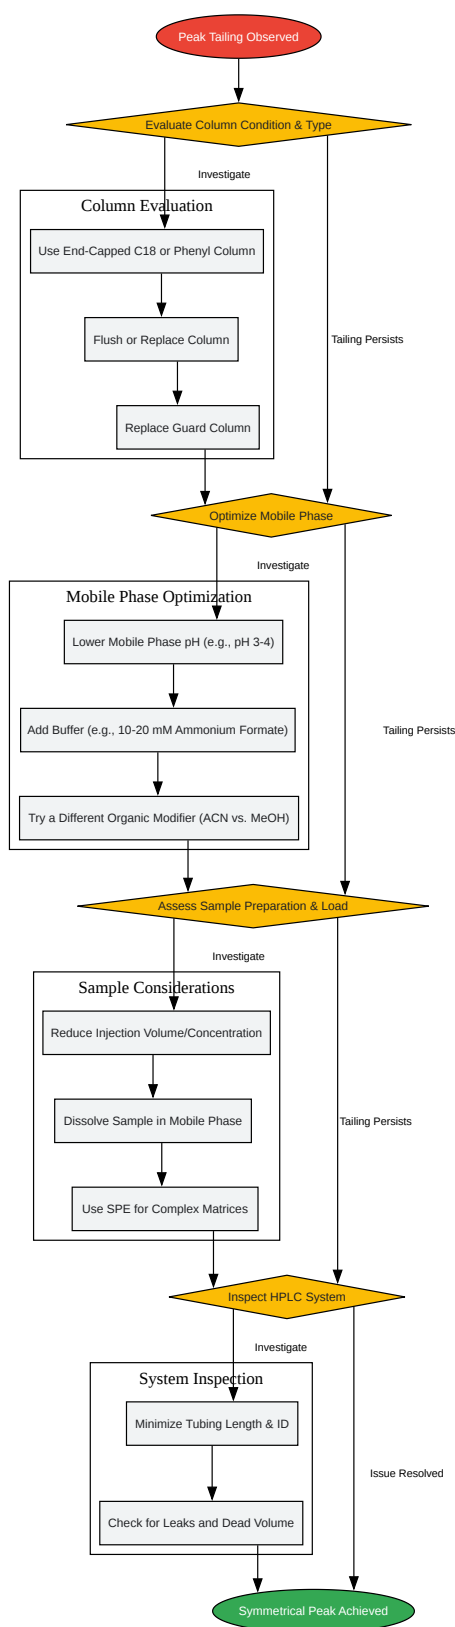 Peak Tailing Observed
Evaluate Column Condition & Type
Investigate
Column Evaluation
Use End-Capped C18 or Phenyl Column
Flush or Replace Column
Tailing Persists
Replace Guard Column
Optimize Mobile Phase
Investigate
Mobile Phase Optimization
Lower Mobile Phase pH (e.g., pH 3-4)
Add Buffer (e.g., 10-20 mM Ammonium Formate)
Tailing Persists
Try a Different Organic Modifier (ACN vs. MeOH)
Assess Sample Preparation & Load
Investigate
Sample Considerations
Reduce Injection Volume/Concentration
Dissolve Sample in Mobile Phase
Tailing Persists
Use SPE for Complex Matrices
Inspect HPLC System
Investigate
System Inspection
Minimize Tubing Length & ID
Issue Resolved
Check for Leaks and Dead Volume
Symmetrical Peak Achieved